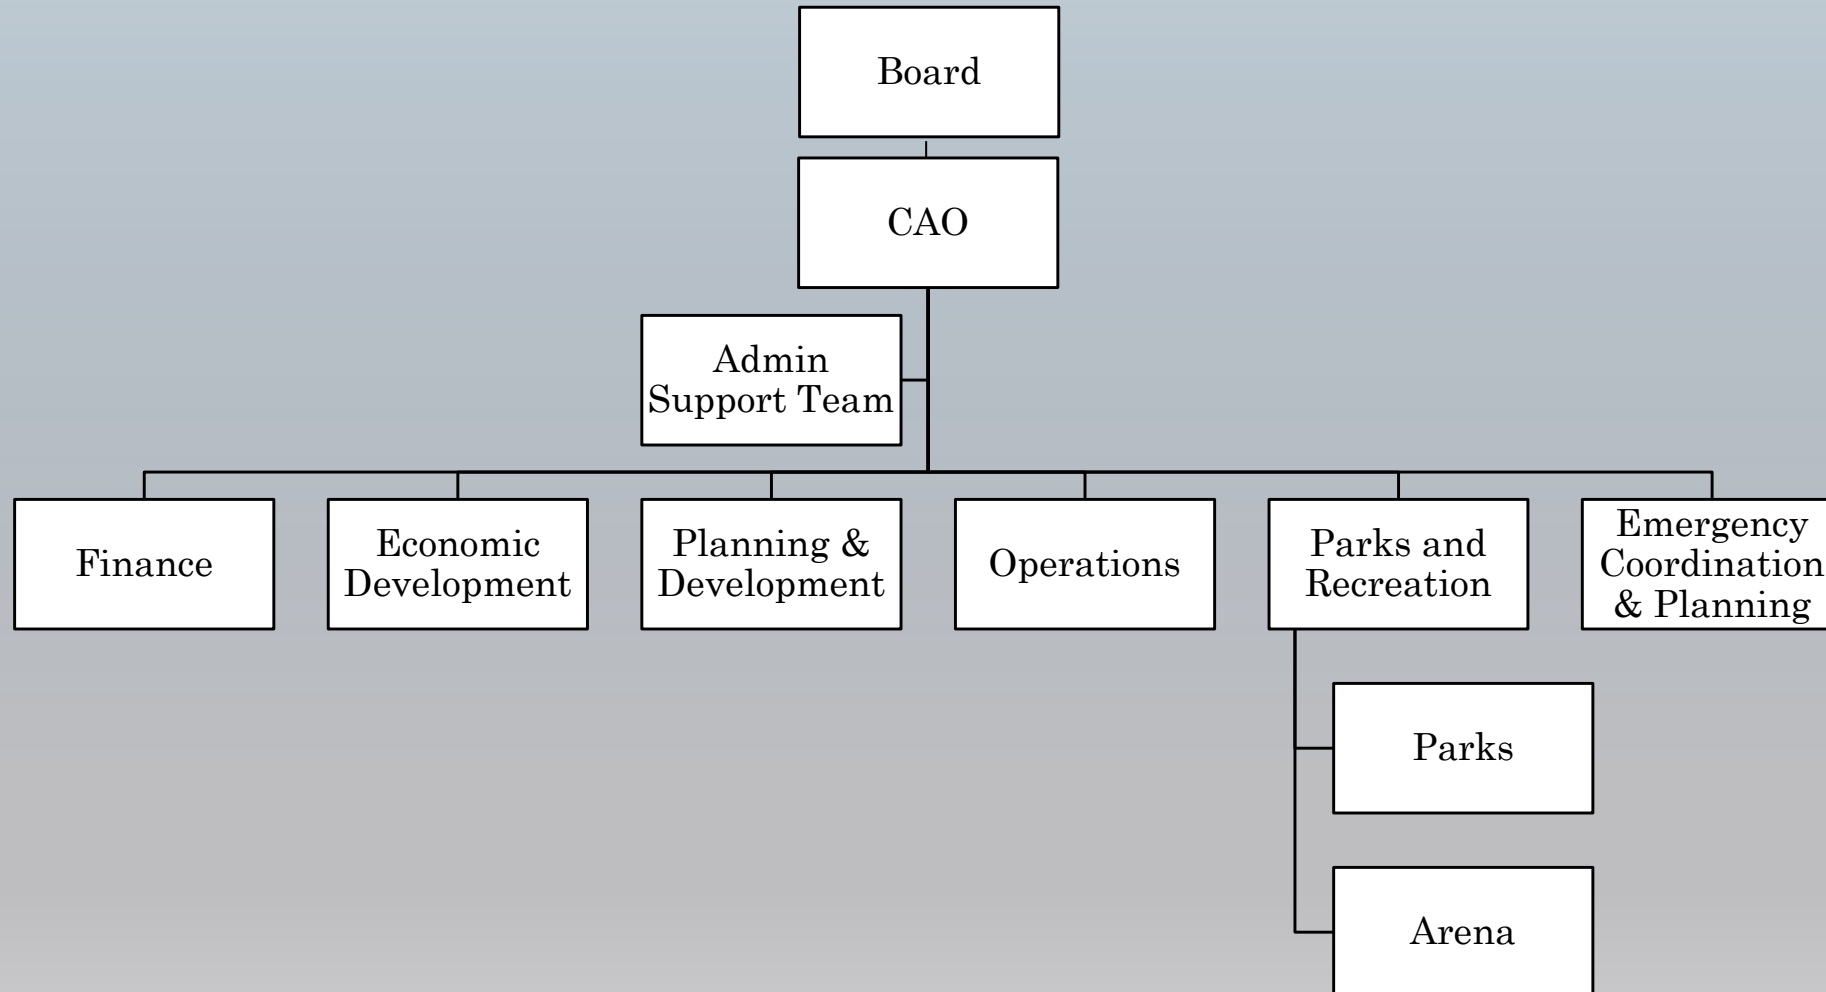 Board
CAO
Admin
Support Team
Finance
Economic
Development
Planning &
Development
Operations
Parks and
Recreation
Emergency
Coordination
& Planning
Parks
Arena